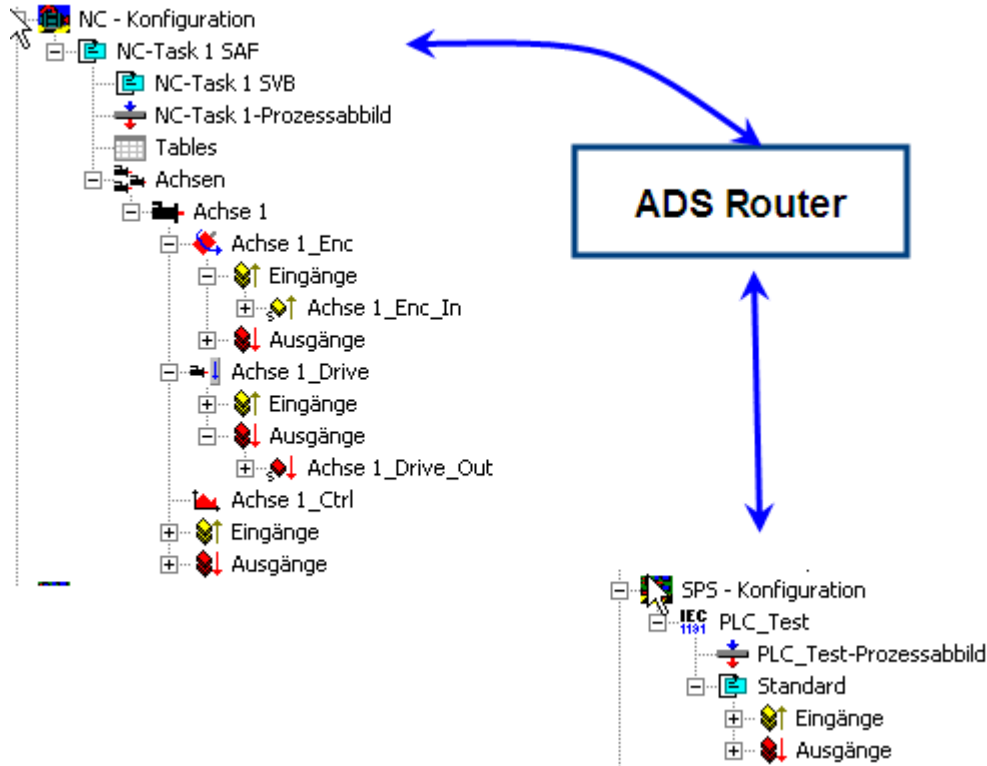 NC - Konfiguration
NC-Task 1 SAF
NC-Task 1 SVB
NC-Task 1-Prozessabbild
Tables
Achsen
Achse 1
Achse 1_Enc
Eingänge
Achse 1_Enc_In
Ausgänge
Achse 1_Drive
Eingänge
Ausgänge
Achse 1_Drive_Out
Achse 1_Ctrl
Eingänge
Ausgänge
ADS Router
SPS - Konfiguration
IEC 1131 PLC_Test
PLC_Test-Prozessabbild
Standard
Eingänge
Ausgänge